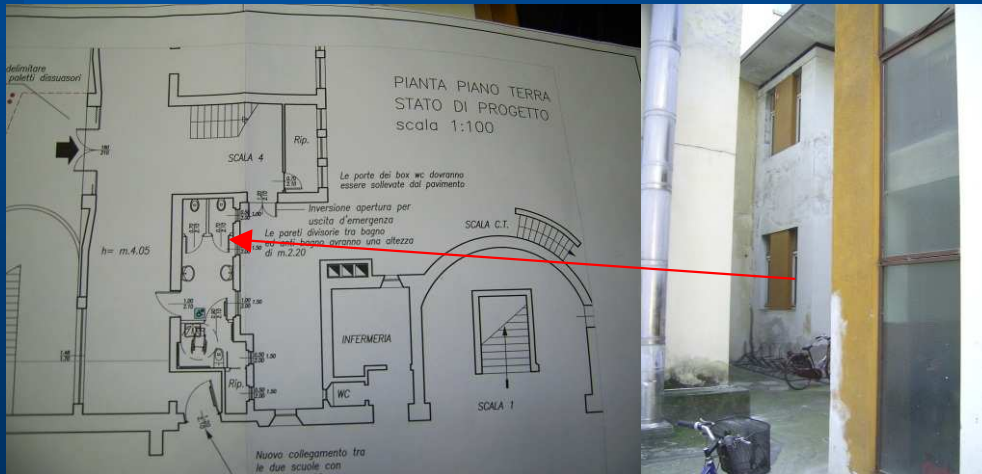 delimitare
paletti dissuasori
PIANTA PIANO TERRA
STATO DI PROGETTO
scala 1:100
Rip.
SCALA 4
Le porte dei box wc dovranno
essere sollevate dal pavimento
Inversione apertura per
uscita d'emergenza
Le pareti divisorie tra bagno
ed anti bagno avranno una altezza
di m.2.20
SCALA C.T.
h= m.4.05
INFERMERIA
WC
SCALA 1
Rip.
Nuovo collegamento tra
le due scuole con